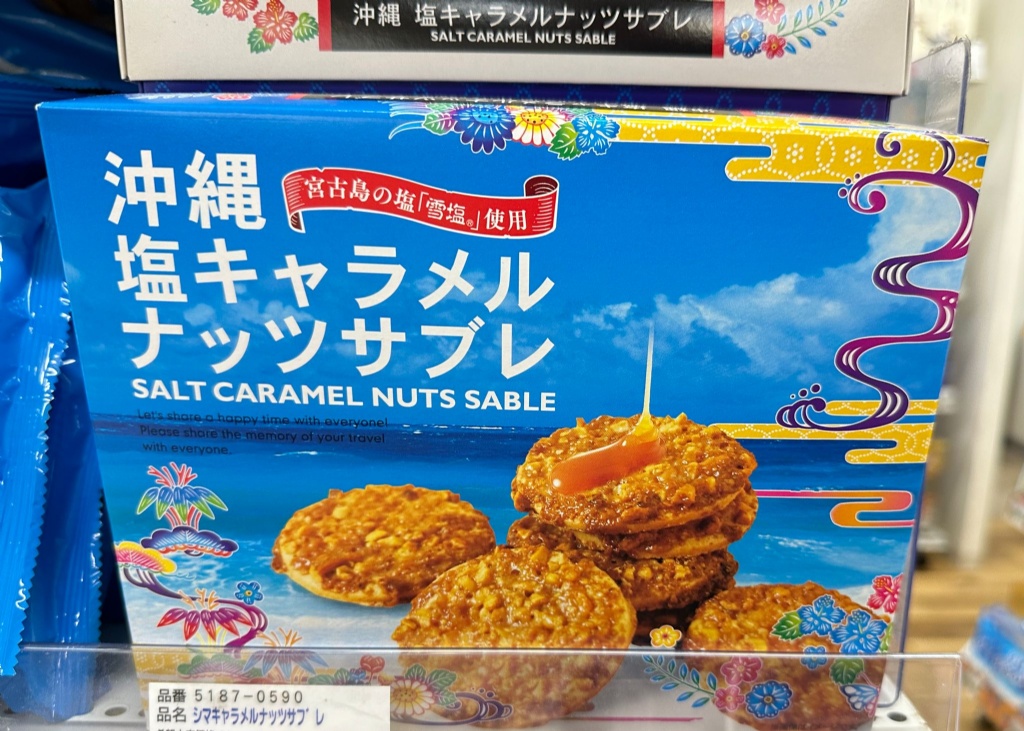 沖縄 塩キャラメルナッツサブレ
SALT CARAMEL NUTS SABLE
沖縄
宮古島の塩「雪塩®」使用
塩キャラメル
ナッツサブレ
SALT CARAMEL NUTS SABLE
Let's share a happy time with everyone!
Please share the memory of your travel
with everyone.
品番 5187-0590
品名 シマキャラメルナッツサブレ